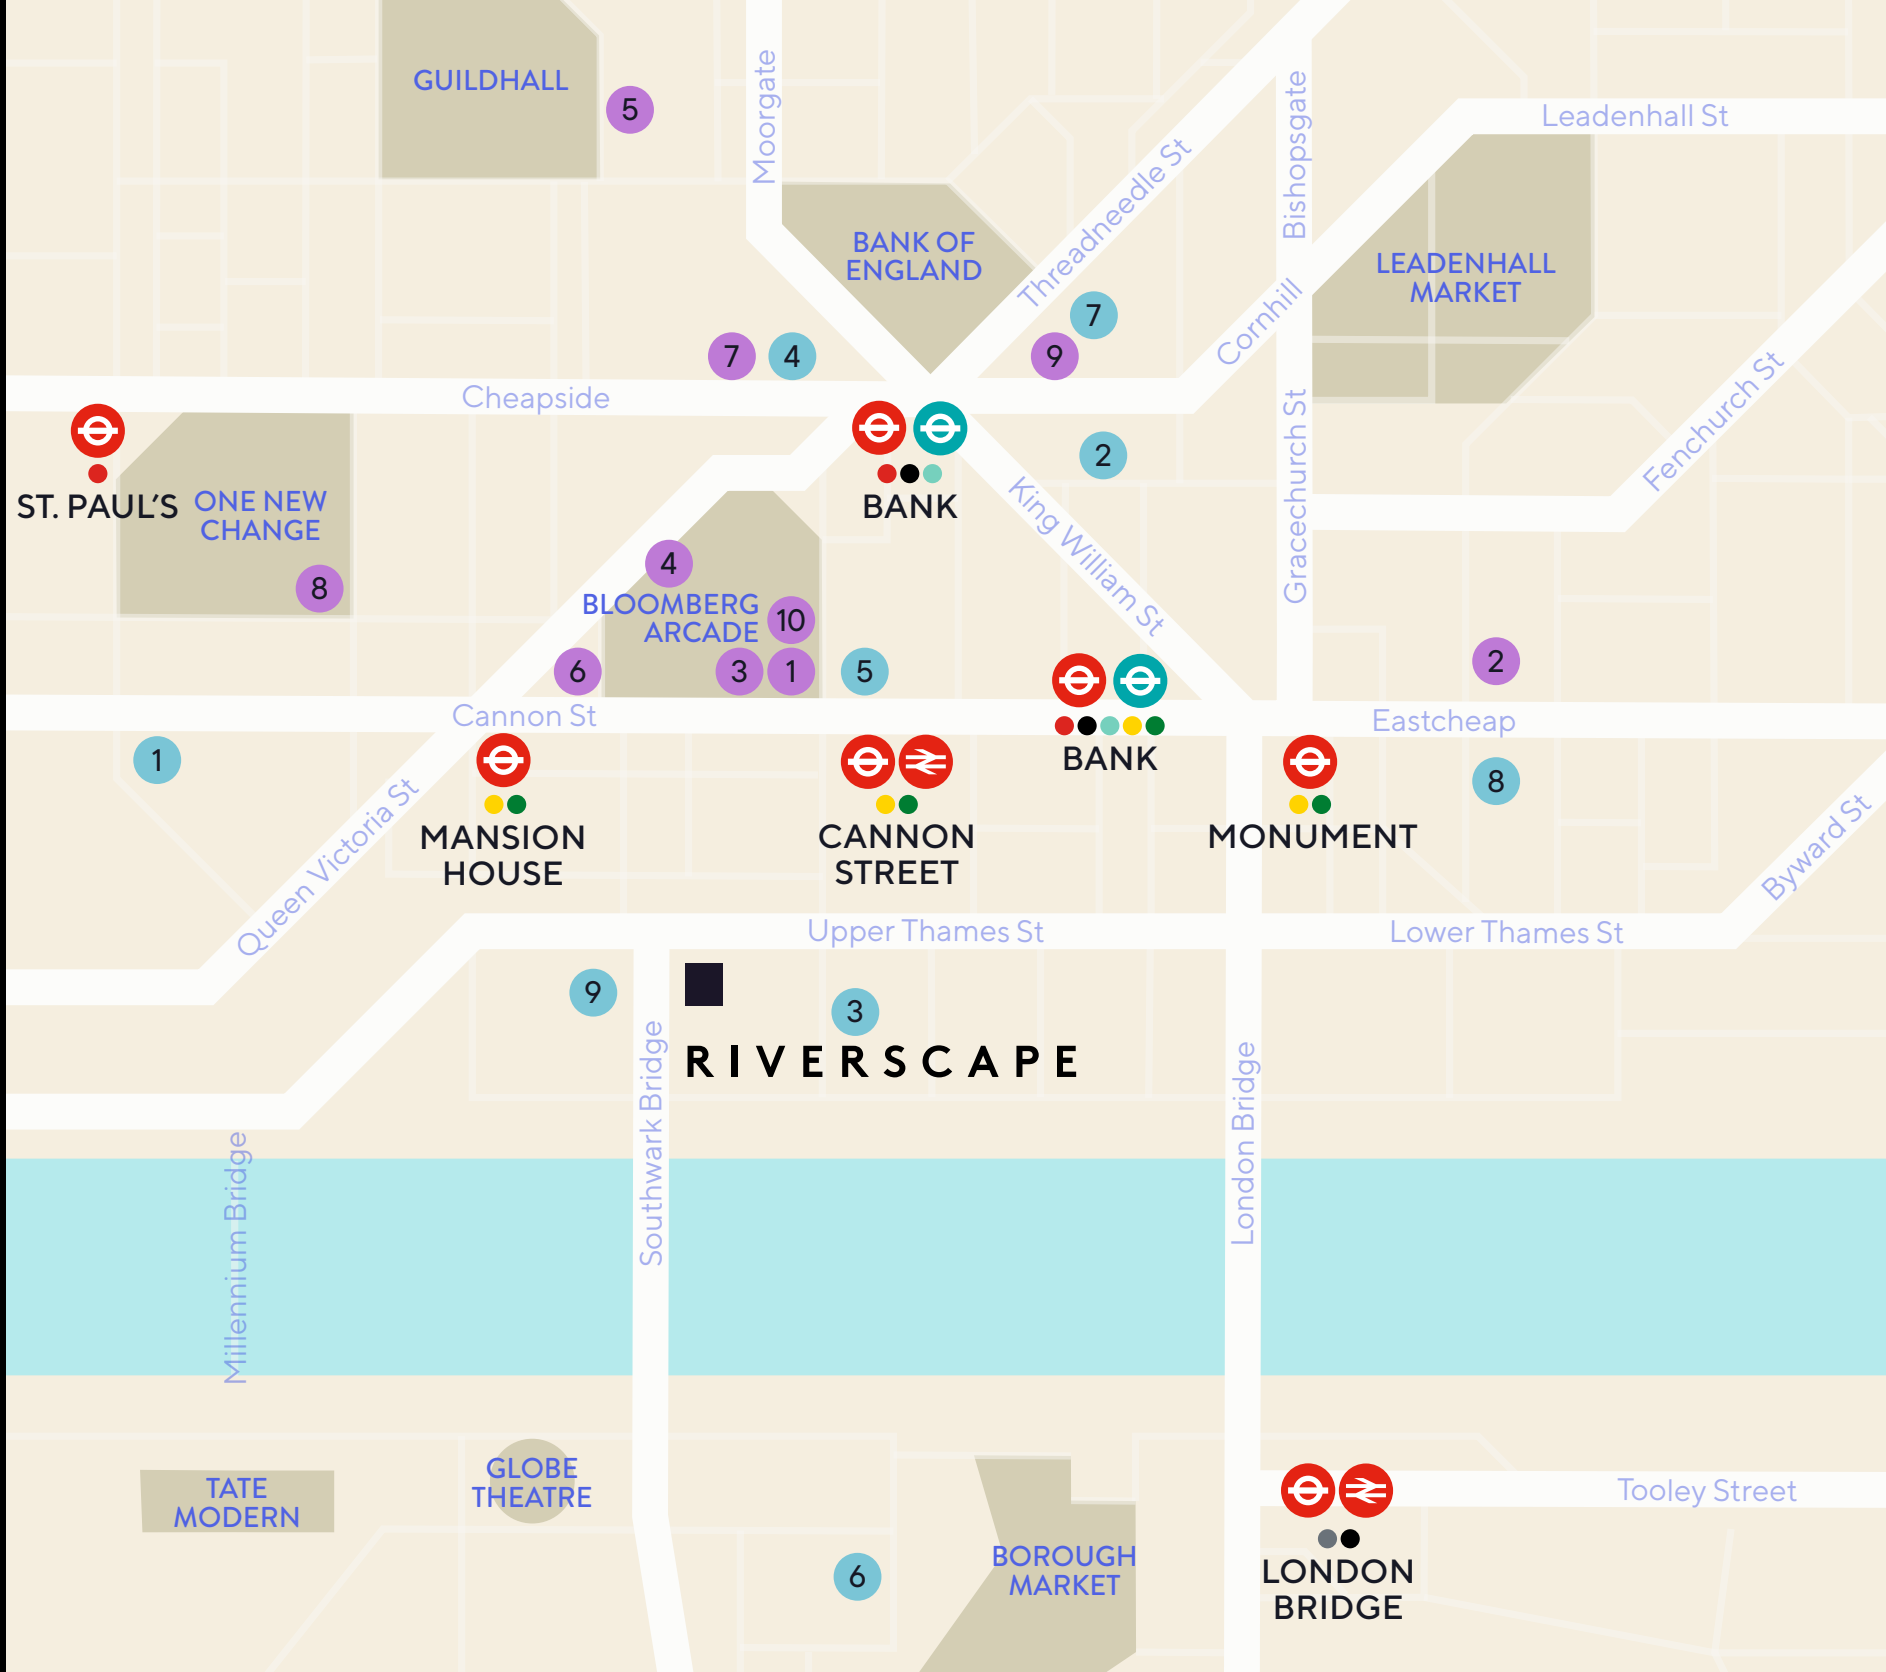 GUILDHALL
5
Moorgate
Bishopsgate
Leadenhall St
Threadneedle St
BANK OF
ENGLAND
LEADENHALL
MARKET
Cornhill
7
4
9
7
Cheapside
ST. PAUL’S
ONE NEW
CHANGE
8
BANK
2
King William St
Gracechurch St
Fenchurch St
4
BLOOMBERG
ARCADE
10
6
3
1
5
2
Cannon St
Eastcheap
1
MANSION
HOUSE
CANNON
STREET
BANK
MONUMENT
8
Queen Victoria St
Byward St
Upper Thames St
Lower Thames St
9
3
RIVERSCAPE
Millennium Bridge
Southwark Bridge
London Bridge
TATE
MODERN
GLOBE
THEATRE
6
BOROUGH
MARKET
Tooley Street
LONDON
BRIDGE